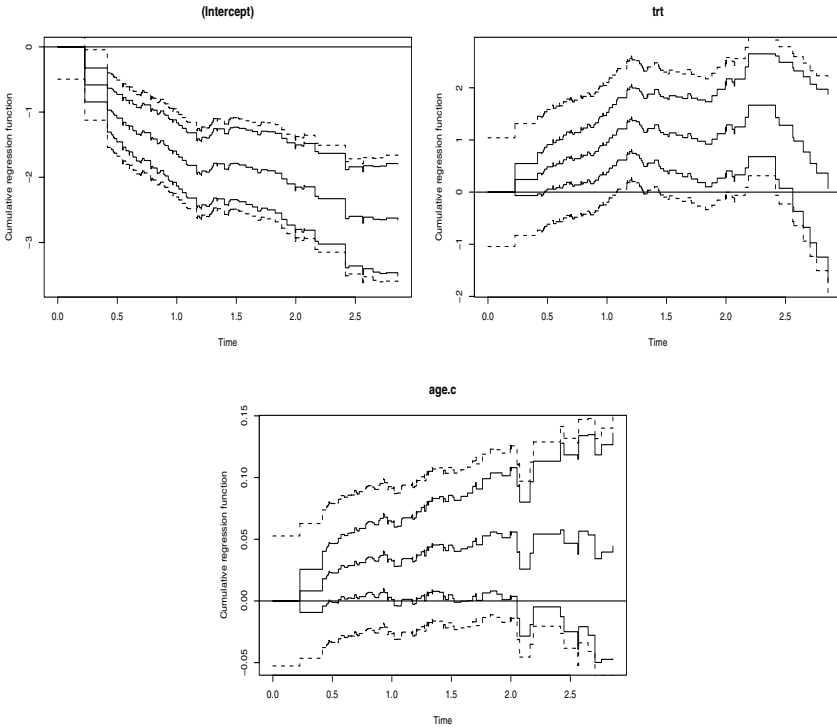 (Intercept)
Cumulative regression function
0
−1
−2
−3
0.0 0.5 1.0 1.5 2.0 2.5
Time
trt
Cumulative regression function
2
1
0
−1
−2
0.0 0.5 1.0 1.5 2.0 2.5
Time
age.c
Cumulative regression function
0.15
0.10
0.05
0.00
−0.05
0.0 0.5 1.0 1.5 2.0 2.5
Time